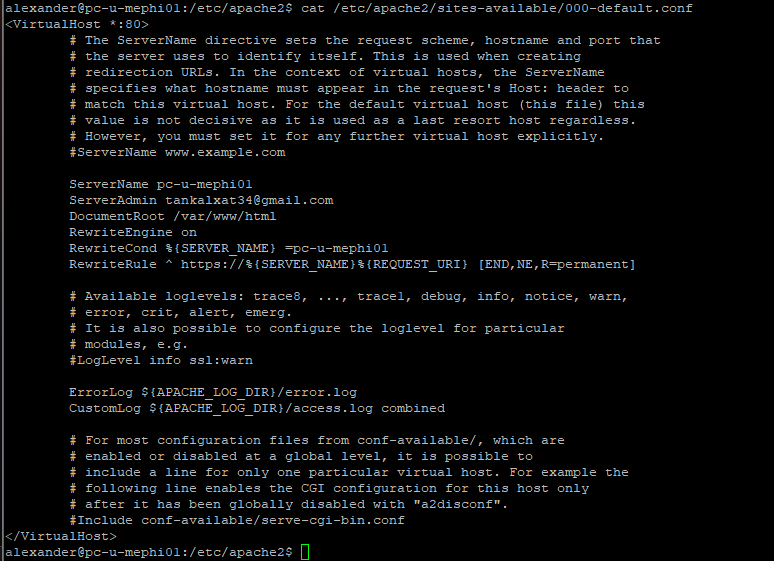 alexander@pc-u-mephi01:/etc/apache2$ cat /etc/apache2/sites-available/000-default.conf
<VirtualHost *:80>
# The ServerName directive sets the request scheme, hostname and port that
# the server uses to identify itself. This is used when creating
# redirection URLs. In the context of virtual hosts, the ServerName
# specifies what hostname must appear in the request's Host: header to
# match this virtual host. For the default virtual host (this file) this
# value is not decisive as it is used as a last resort host regardless.
# However, you must set it for any further virtual host explicitly.
#ServerName www.example.com
ServerName pc-u-mephi01
ServerAdmin tankalxat34@gmail.com
DocumentRoot /var/www/html
RewriteEngine on
RewriteCond %{SERVER_NAME} =pc-u-mephi01
RewriteRule ^ https://%{SERVER_NAME}%{REQUEST_URI} [END,NE,R=permanent]
# Available loglevels: trace8, ..., trace1, debug, info, notice, warn,
# error, crit, alert, emerg.
# It is also possible to configure the loglevel for particular
# modules, e.g.
#LogLevel info ssl:warn
ErrorLog ${APACHE_LOG_DIR}/error.log
CustomLog ${APACHE_LOG_DIR}/access.log combined
# For most configuration files from conf-available/, which are
# enabled or disabled at a global level, it is possible to
# include a line for only one particular virtual host. For example the
# following line enables the CGI configuration for this host only
# after it has been globally disabled with "a2disconf".
#Include conf-available/serve-cgi-bin.conf
</VirtualHost>
alexander@pc-u-mephi01:/etc/apache2$